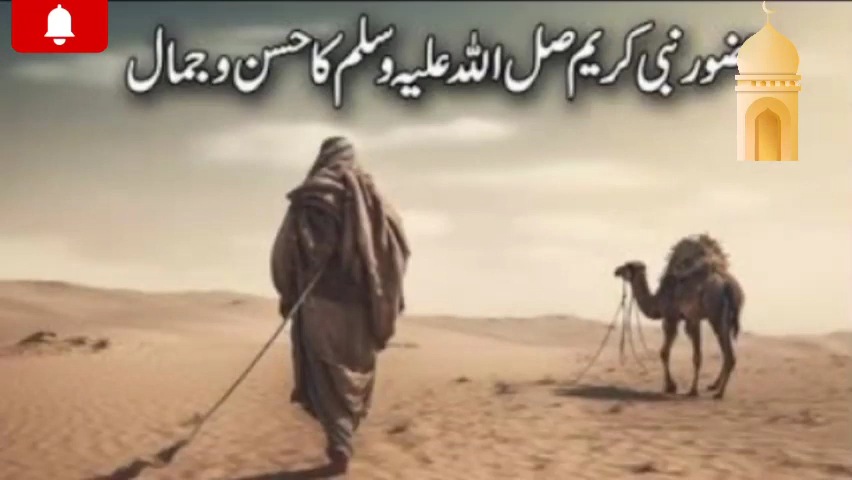 نبی کریم صل اللہ علیہ وسلم کا حسن و جمال